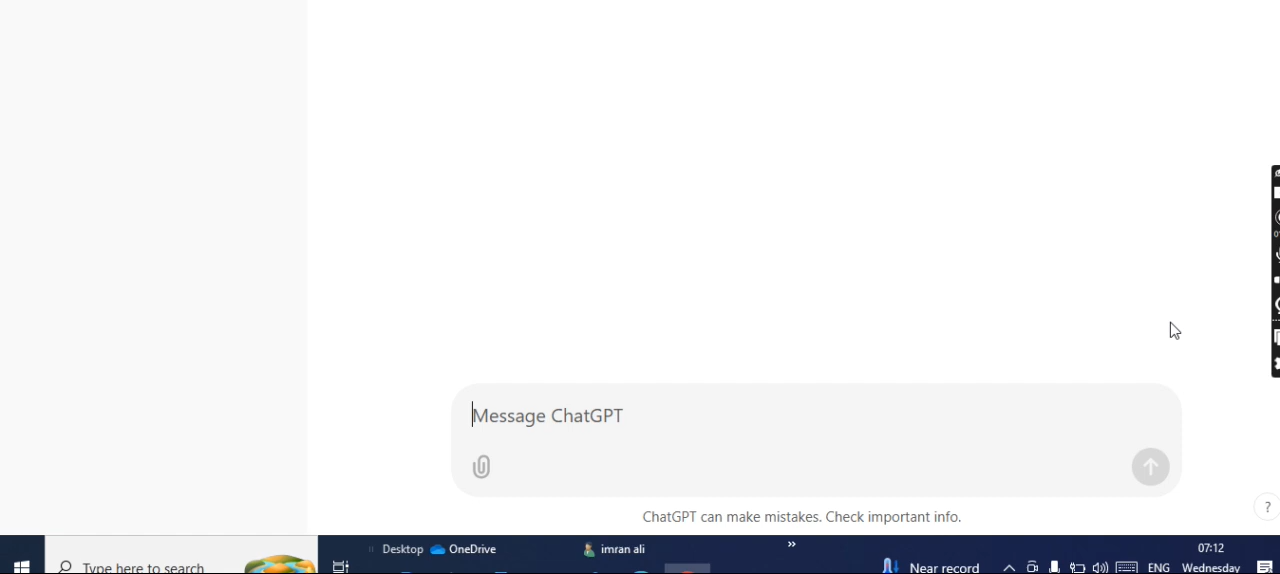 Message ChatGPT
ChatGPT can make mistakes. Check important info.
?
Desktop OneDrive imran ali » 07:12
Type here to search Near record ENG Wednesday